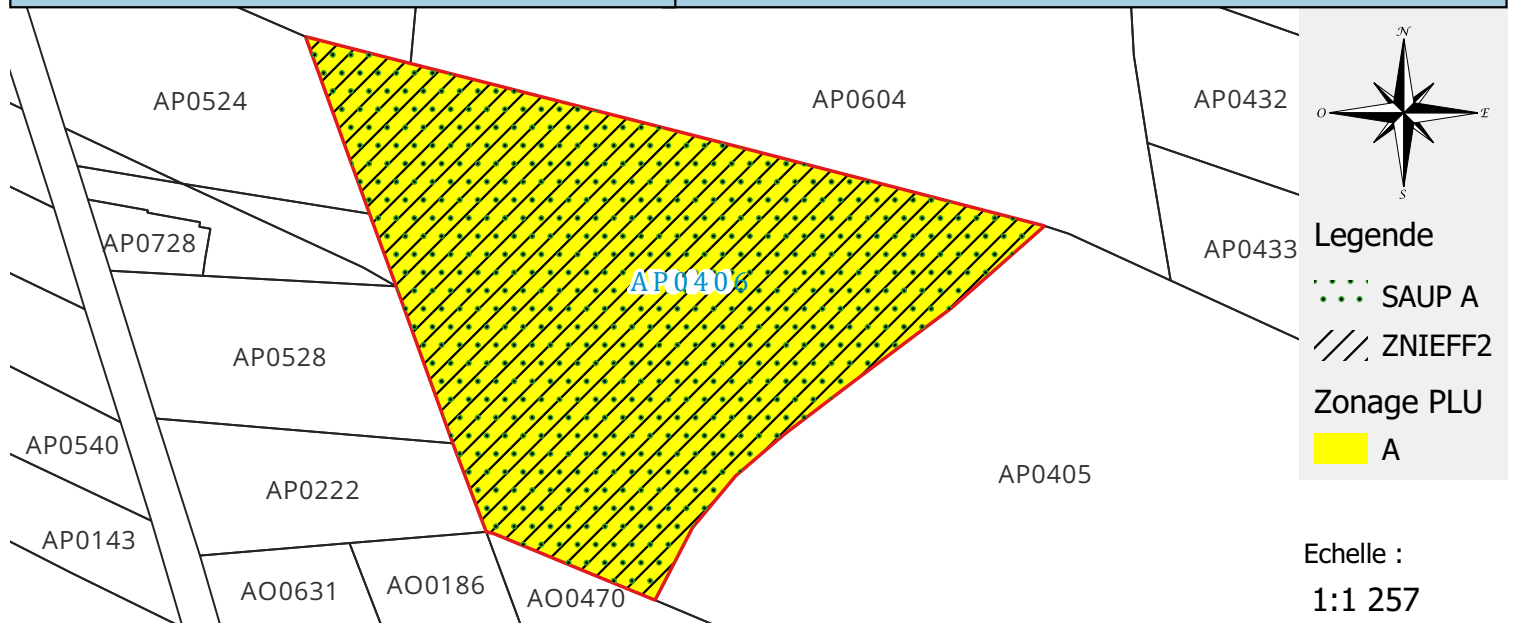 N
O
E
S
AP0524
AP0604
AP0432
AP0728
AP0433
AP0406
AP0528
AP0540
AP0222
AP0405
AP0143
AO0631
AO0186
AO0470
Legende
SAUP A
ZNIEFF2
Zonage PLU
A
Echelle :
1:1 257